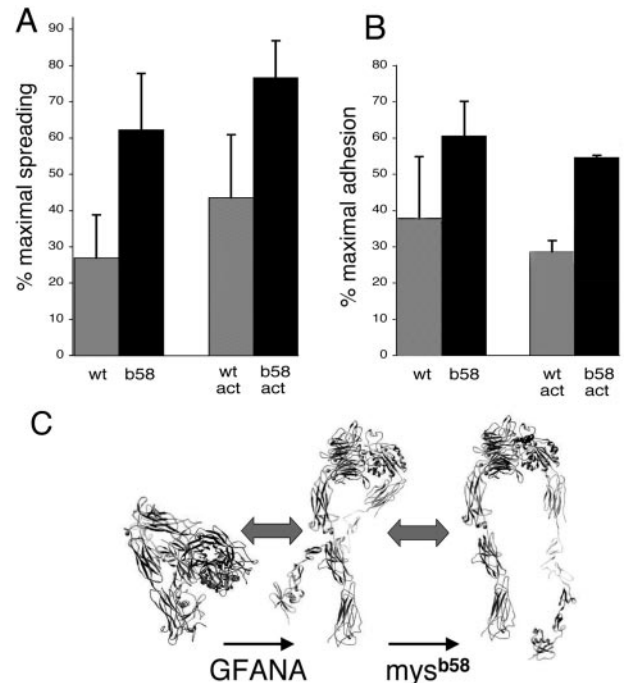 A
% maximal spreading
90
80
70
60
50
40
30
20
10
0
wt b58 wt act b58 act
B
% maximal adhesion
80
70
60
50
40
30
20
10
0
wt b58 wt act b58 act
C
GFANA mysb58